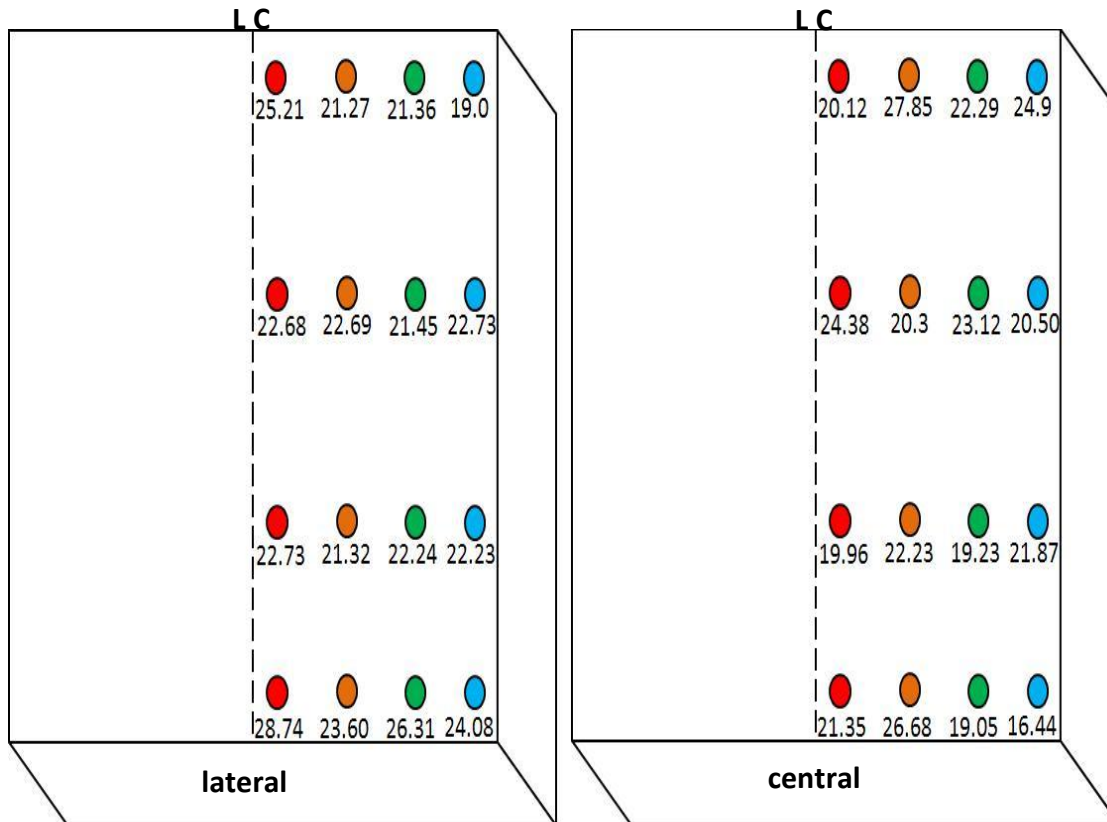 L C
25.21 21.27 21.36 19.0
22.68 22.69 21.45 22.73
22.73 21.32 22.24 22.23
28.74 23.60 26.31 24.08
lateral
L C
20.12 27.85 22.29 24.9
24.38 20.3 23.12 20.50
19.96 22.23 19.23 21.87
21.35 26.68 19.05 16.44
central